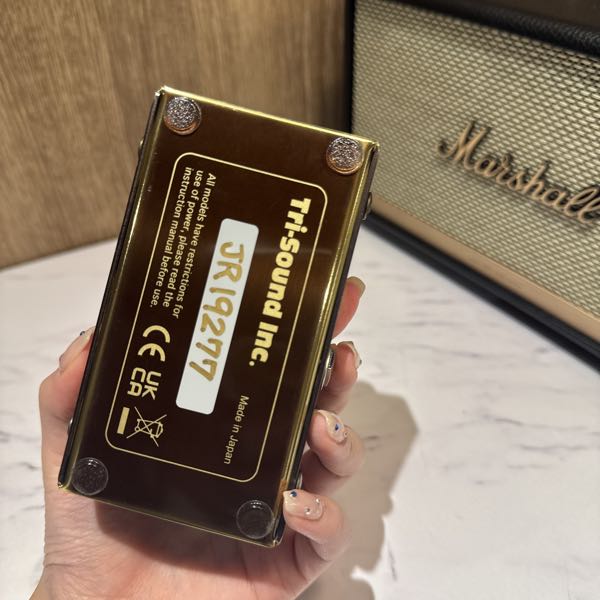 Tri-Sound Inc.
Made in Japan
JR19277
All models have restrictions for
use of power, please read the
instruction manual before use.
CE UK
CA
Marshall